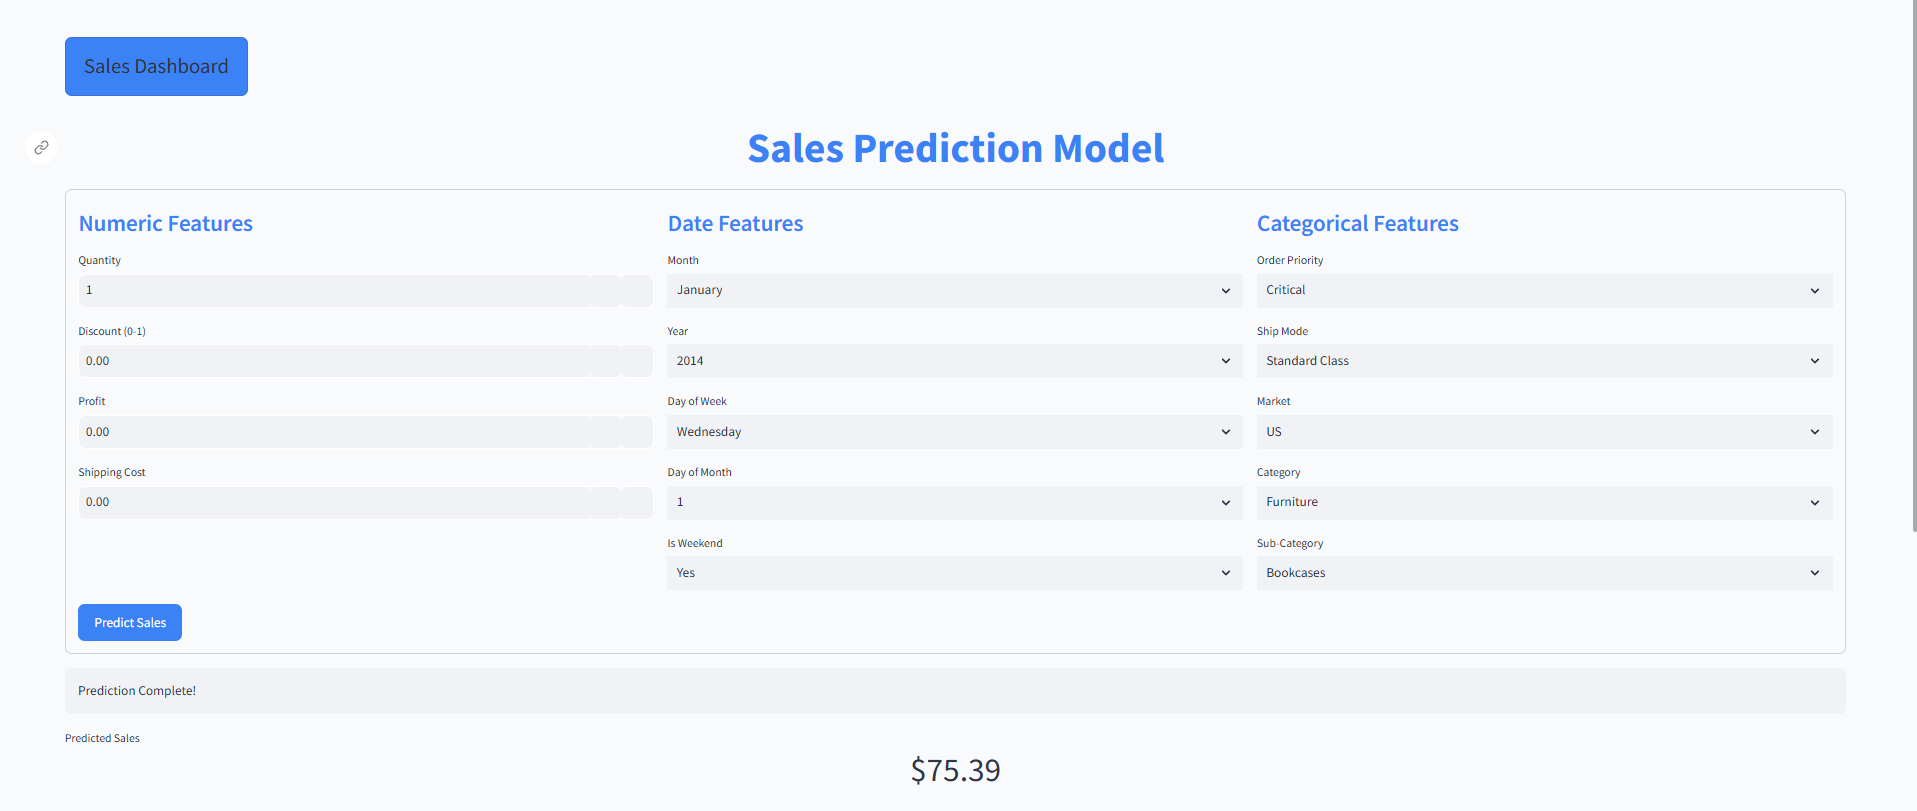 Sales Dashboard
Sales Prediction Model
Numeric Features
Quantity
1
Discount (0-1)
0.00
Profit
0.00
Shipping Cost
0.00
Date Features
Month
January
Year
2014
Day of Week
Wednesday
Day of Month
1
Is Weekend
Yes
Categorical Features
Order Priority
Critical
Ship Mode
Standard Class
Market
US
Category
Furniture
Sub-Category
Bookcases
Predict Sales
Prediction Complete!
Predicted Sales
$75.39